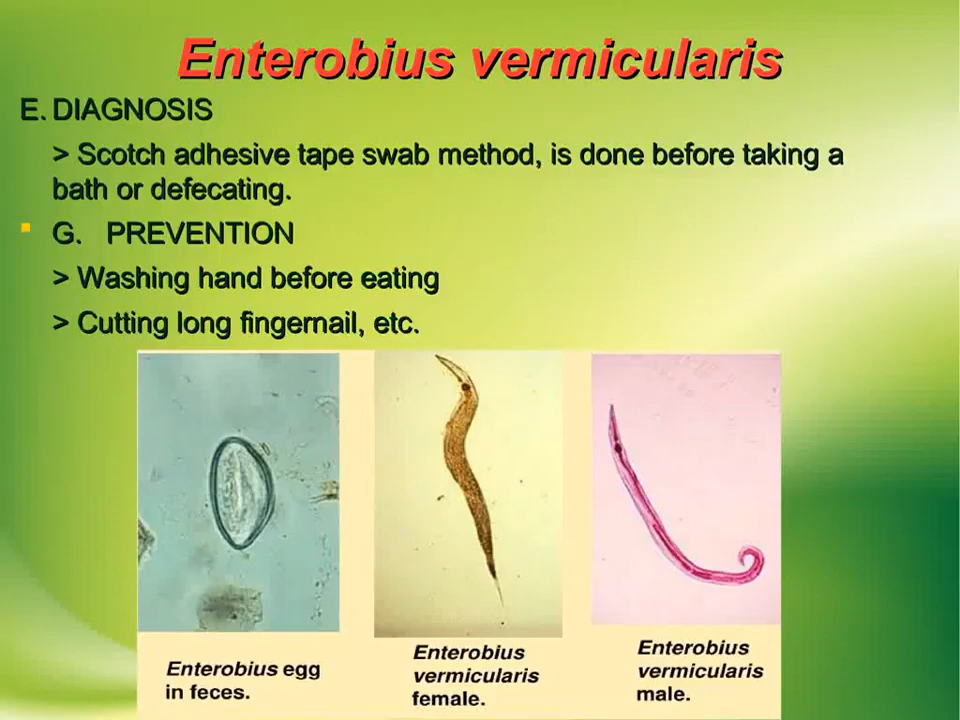 Enterobius vermicularis
E. DIAGNOSIS
> Scotch adhesive tape swab method, is done before taking a
bath or defecating.
G. PREVENTION
> Washing hand before eating
> Cutting long fingernail, etc.
Enterobius egg
in feces.
Enterobius
vermicularis
female.
Enterobius
vermicularis
male.